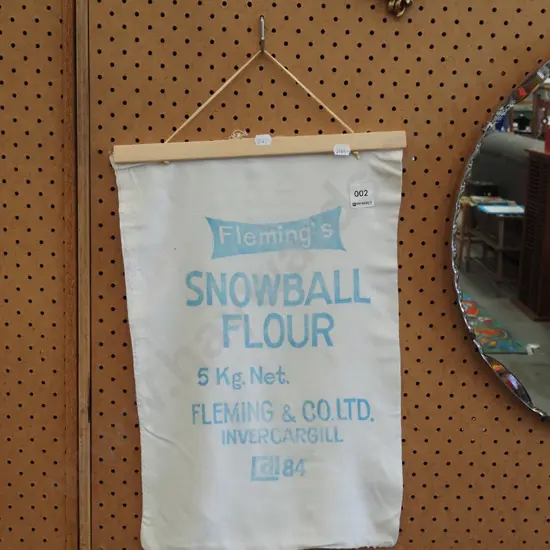 002
Fleming's
SNOWBALL
FLOUR
5 Kg. Net.
FLEMING & CO. LTD.
INVERCARGILL
84